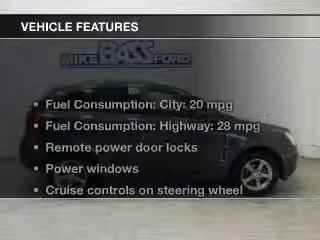 VEHICLE FEATURES
MIKE BASS FORD
• Fuel Consumption: City: 20 mpg
• Fuel Consumption: Highway: 28 mpg
• Remote power door locks
• Power windows
• Cruise controls on steering wheel